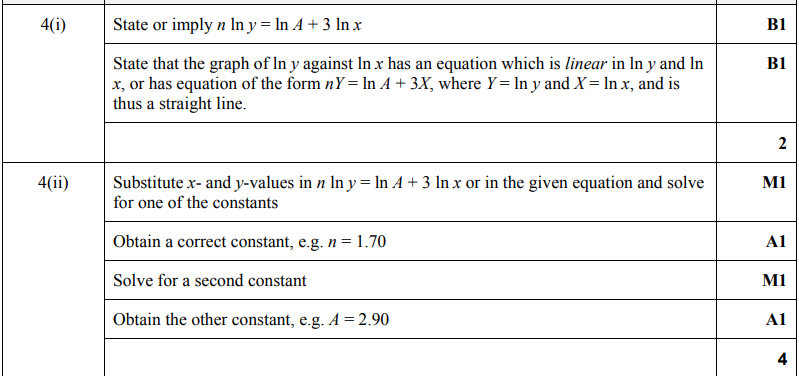 4(i) State or imply n ln y = ln A + 3 ln x B1
State that the graph of ln y against ln x has an equation which is linear in ln y and ln B1
x, or has equation of the form nY = ln A + 3X, where Y = ln y and X = ln x, and is
thus a straight line.
2
4(ii) Substitute x- and y-values in n ln y = ln A + 3 ln x or in the given equation and solve M1
for one of the constants
Obtain a correct constant, e.g. n = 1.70 A1
Solve for a second constant M1
Obtain the other constant, e.g. A = 2.90 A1
4